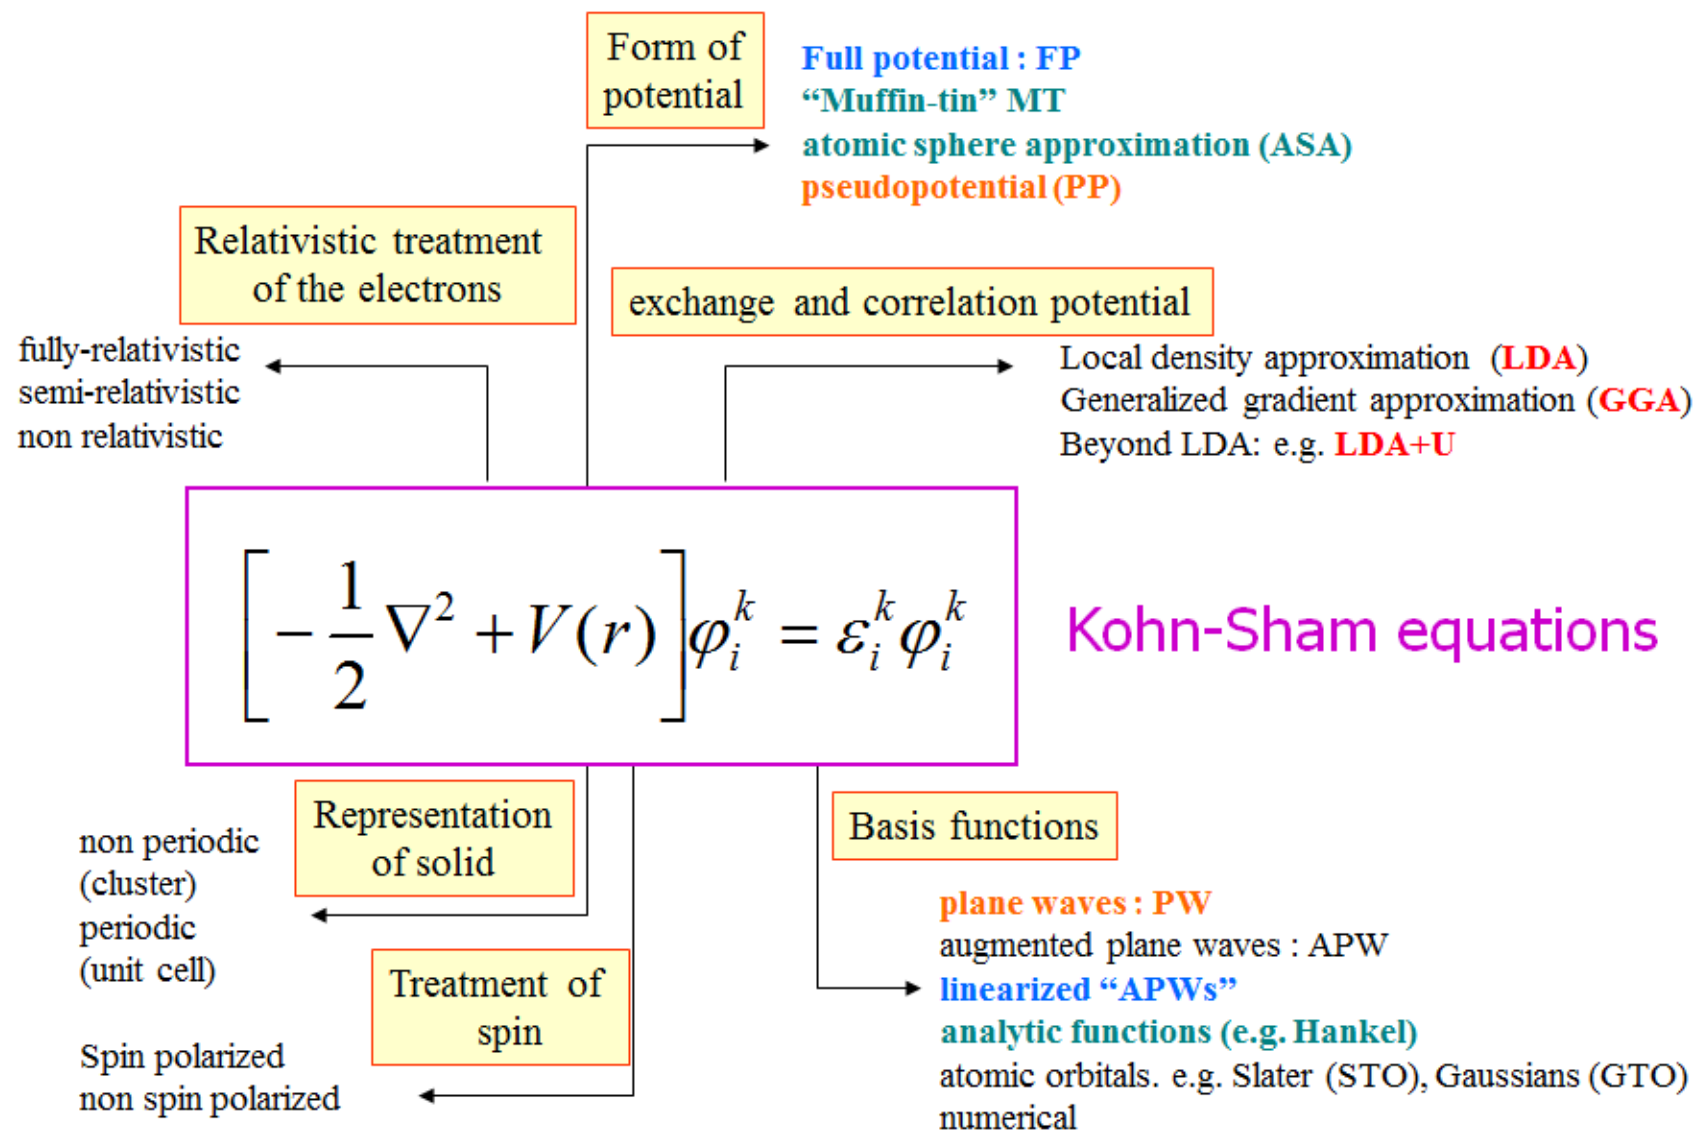 Form of
potential
Full potential : FP
“Muffin-tin” MT
atomic sphere approximation (ASA)
pseudopotential (PP)
Relativistic treatment
of the electrons
fully-relativistic
semi-relativistic
non relativistic
exchange and correlation potential
Local density approximation (LDA)
Generalized gradient approximation (GGA)
Beyond LDA: e.g. LDA+U
[-1/2 ∇² + V(r)] φ_i^k = ε_i^k φ_i^k
Kohn-Sham equations
Representation
of solid
non periodic
(cluster)
periodic
(unit cell)
Treatment of
spin
Spin polarized
non spin polarized
Basis functions
plane waves : PW
augmented plane waves : APW
linearized “APWs”
analytic functions (e.g. Hankel)
atomic orbitals. e.g. Slater (STO), Gaussians (GTO)
numerical